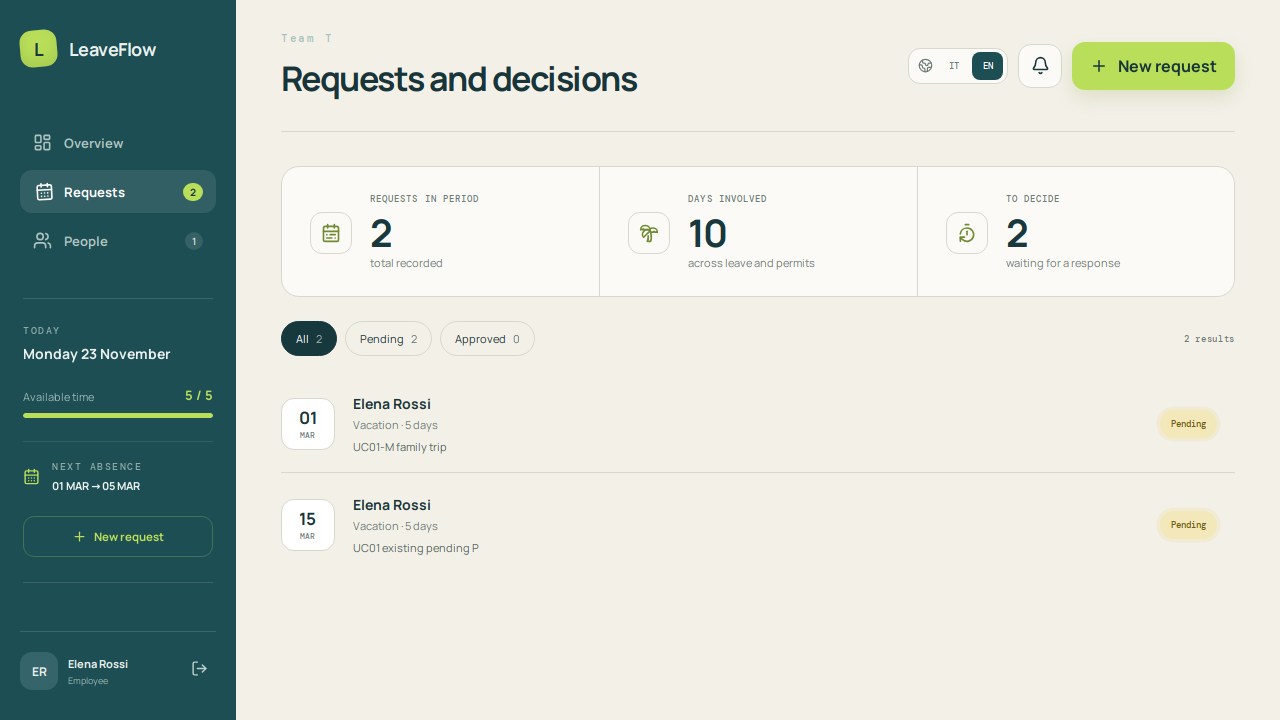 L LeaveFlow
Overview
Requests 2
People 1
TODAY
Monday 23 November
Available time 5 / 5
NEXT ABSENCE
01 MAR → 05 MAR
+ New request
ER
Elena Rossi
Employee
Team T
Requests and decisions
IT EN
+ New request
REQUESTS IN PERIOD
2
total recorded
DAYS INVOLVED
10
across leave and permits
TO DECIDE
2
waiting for a response
All 2
Pending 2
Approved 0
2 results
01
MAR
Elena Rossi
Vacation · 5 days
UC01-M family trip
Pending
15
MAR
Elena Rossi
Vacation · 5 days
UC01 existing pending P
Pending